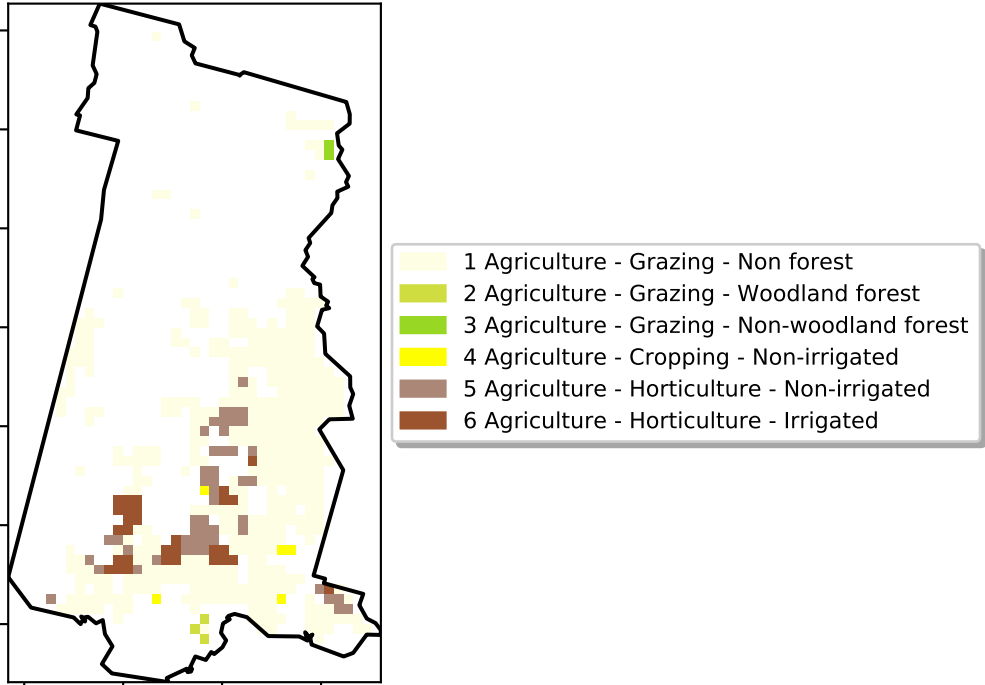 1 Agriculture - Grazing - Non forest
2 Agriculture - Grazing - Woodland forest
3 Agriculture - Grazing - Non-woodland forest
4 Agriculture - Cropping - Non-irrigated
5 Agriculture - Horticulture - Non-irrigated
6 Agriculture - Horticulture - Irrigated